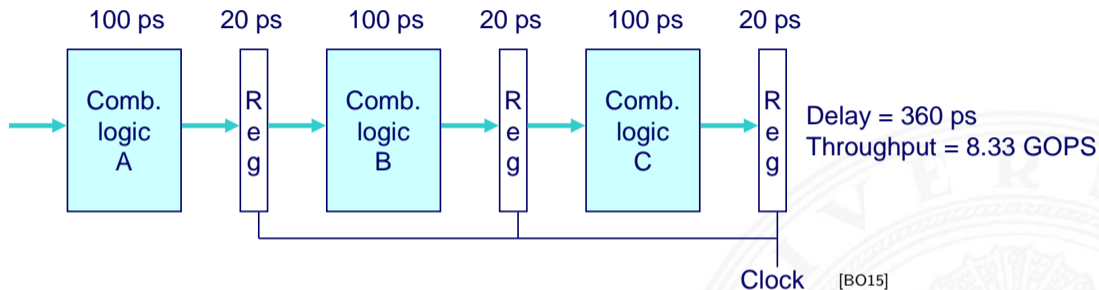 100 ps 20 ps 100 ps 20 ps 100 ps 20 ps
Comb.
logic
A
R
e
g
Comb.
logic
B
R
e
g
Comb.
logic
C
R
e
g
Delay = 360 ps
Throughput = 8.33 GOPS
Clock [BO15]
I V E R S